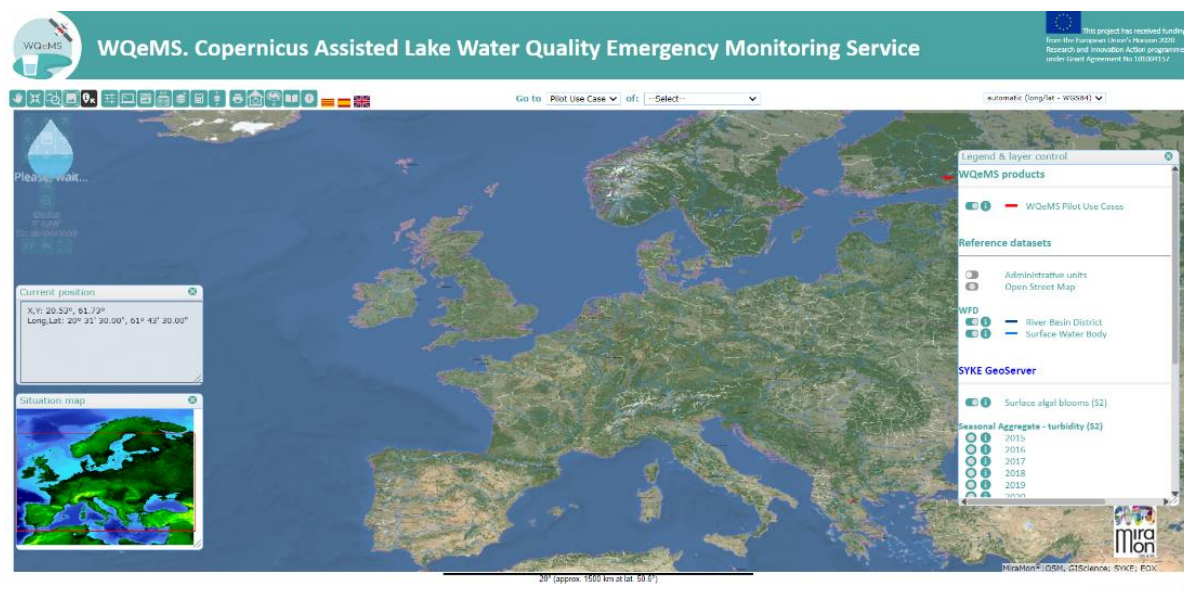 WQeMS
WQeMS. Copernicus Assisted Lake Water Quality Emergency Monitoring Service
This project has received funding
from the European Union's Horizon 2020
Research and Innovation Action programme
under Grant Agreement No 101004157
Go to Pilot Use Case of: --Select--
automatic (long/lat - WGS84)
Please, wait...
Legend & layer control
WQeMS products
WQeMS Pilot Use Cases
Reference datasets
Administrative units
Open Street Map
WFD
River Basin District
Surface Water Body
SYKE GeoServer
Surface algal blooms (S2)
Seasonal Aggregate - turbidity (S2)
2015
2016
2017
2018
2019
2020
Current position
X,Y: 20.53º, 61.73º
Long,Lat: 20º 31' 30.00", 61º 43' 30.00"
Situation map
Mira
Mon
MiraMon®;OSM, GIScience; SYKE; EOX
20° (approx. 1500 km at lat. 50.6°)